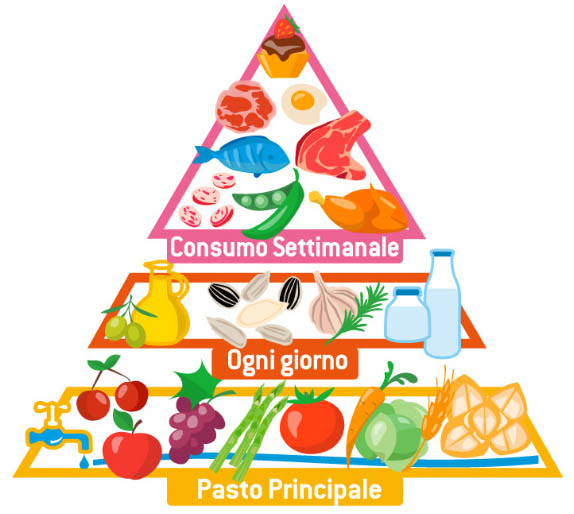 Consumo Settimanale
Ogni giorno
Pasto Principale